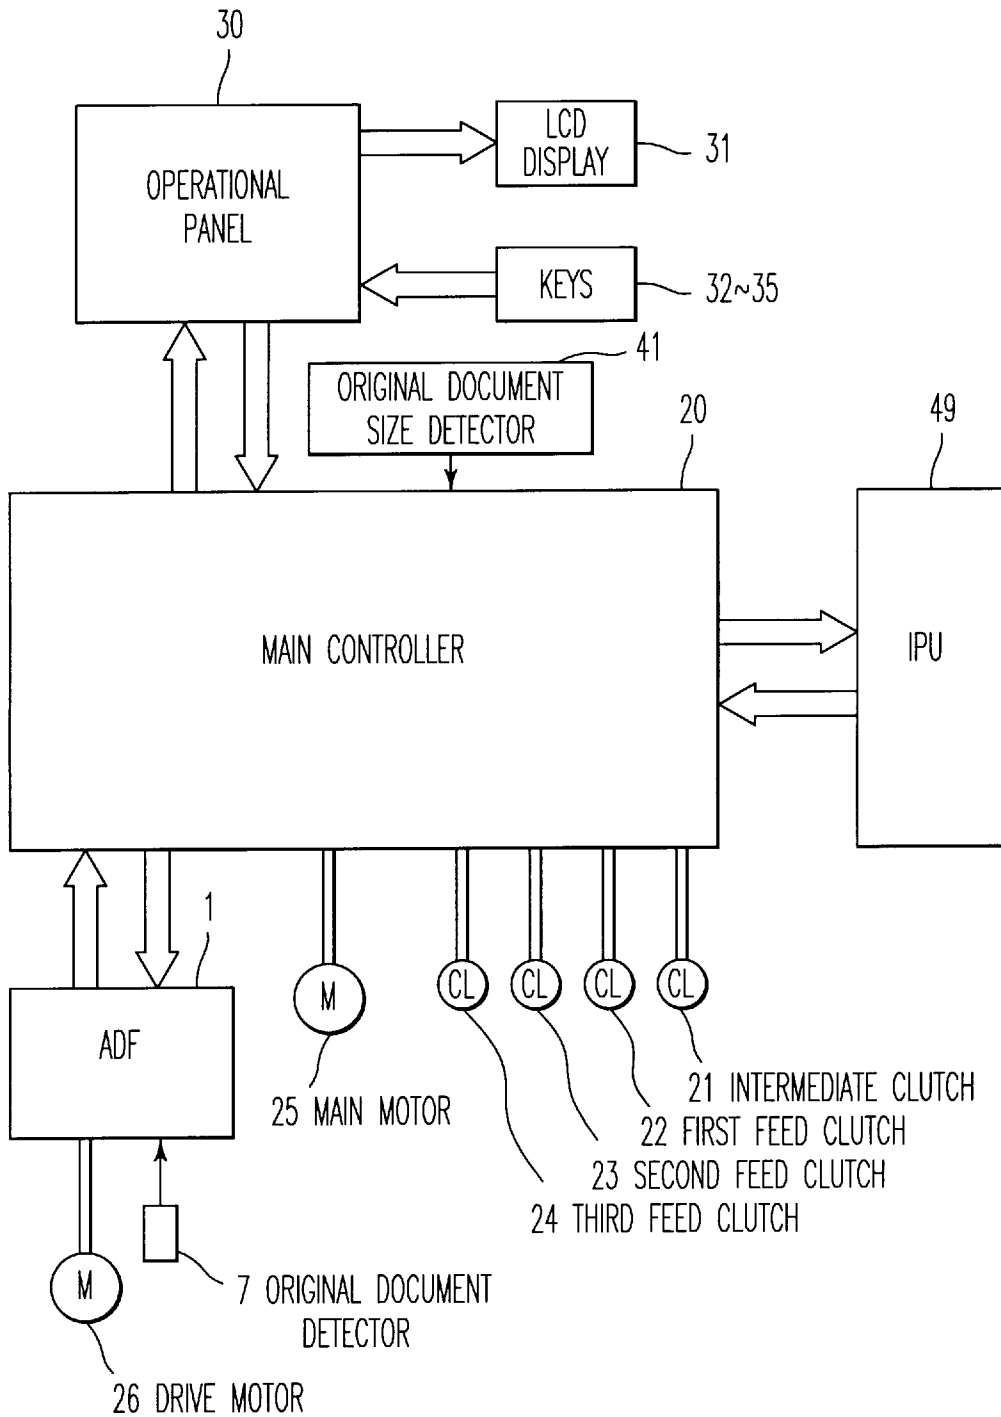 30
OPERATIONAL
PANEL
LCD
DISPLAY
31
KEYS
32~35
41
ORIGINAL DOCUMENT
SIZE DETECTOR
20
49
MAIN CONTROLLER
IPU
1
ADF
M
CL
CL
CL
CL
25 MAIN MOTOR
21 INTERMEDIATE CLUTCH
22 FIRST FEED CLUTCH
23 SECOND FEED CLUTCH
24 THIRD FEED CLUTCH
M
7 ORIGINAL DOCUMENT
DETECTOR
26 DRIVE MOTOR